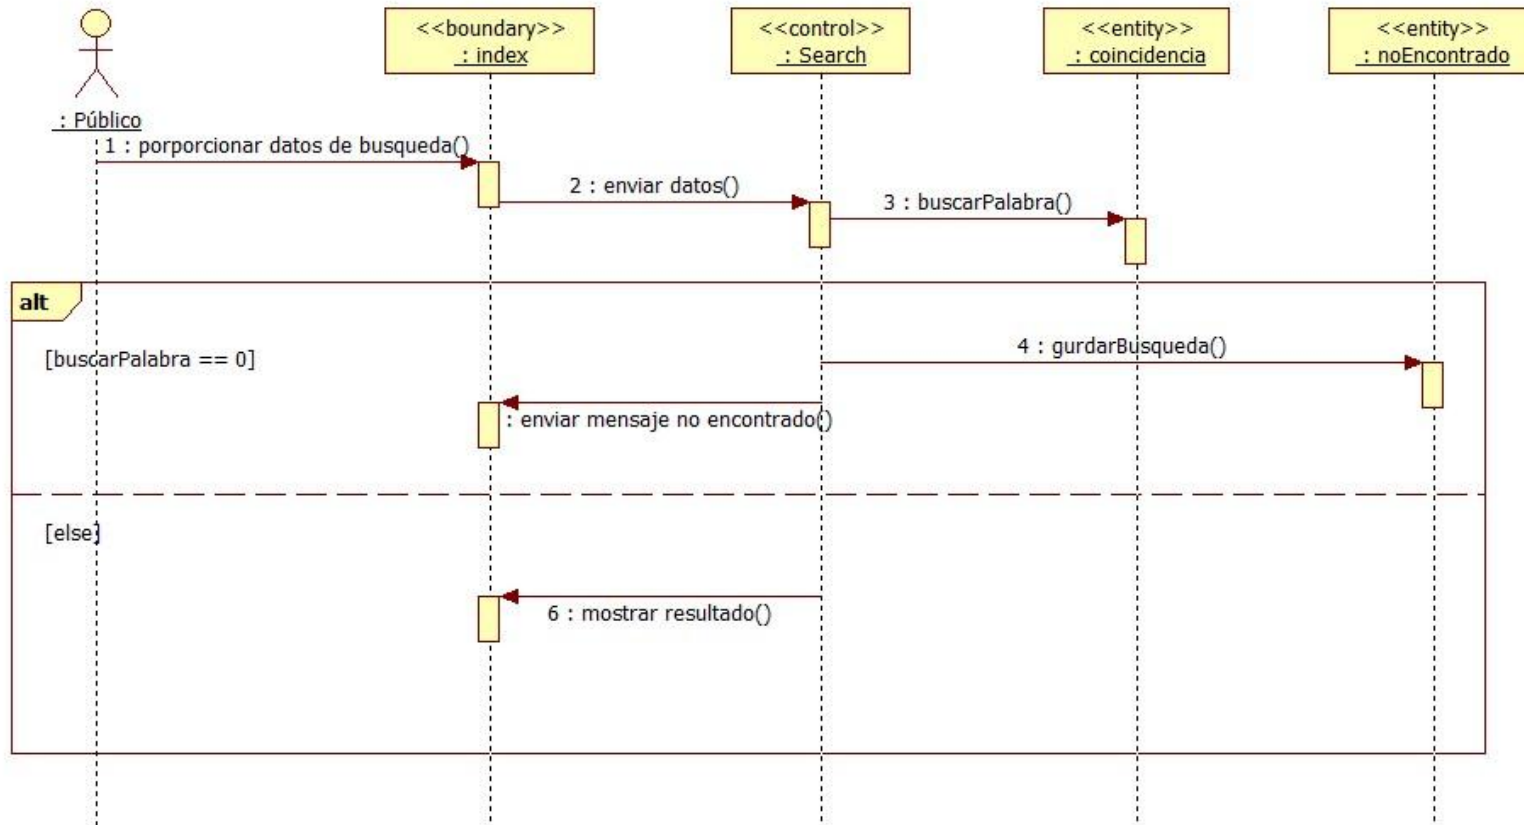 <<boundary>>
: index
<<control>>
: Search
<<entity>>
: coincidencia
<<entity>>
: noEncontrado
: Público
1 : porporcionar datos de busqueda()
2 : enviar datos()
3 : buscarPalabra()
alt
[buscarPalabra == 0]
4 : gurdarBusqueda()
: enviar mensaje no encontrado()
[else]
6 : mostrar resultado()